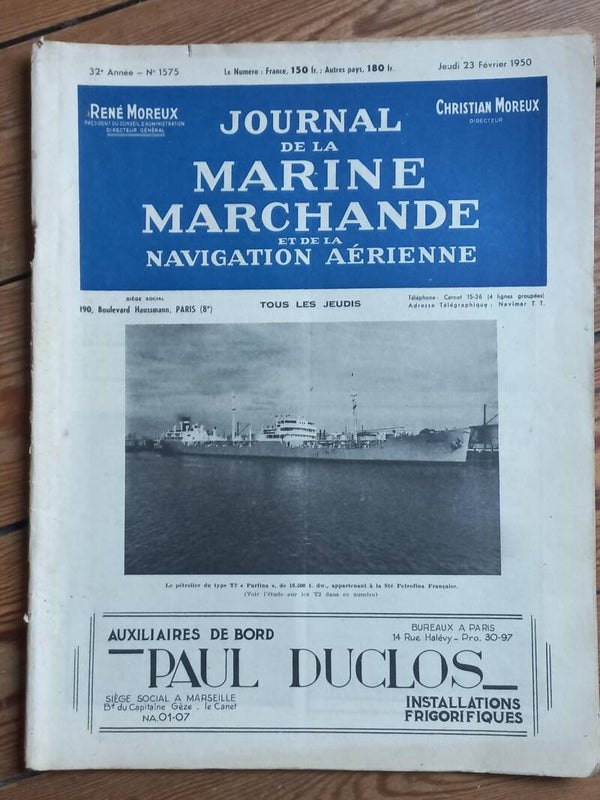 32e Année - No 1575
Le Numero : France, 150 fr. ; Autres pays, 180 fr.
Jeudi 23 Février 1950
RENÉ MOREUX
PRÉSIDENT DU CONSEIL D'ADMINISTRATION
DIRECTEUR GÉNÉRAL
CHRISTIAN MOREUX
DIRECTEUR
JOURNAL
DE LA
MARINE
MARCHANDE
ET DE LA
NAVIGATION AÉRIENNE
SIÈGE SOCIAL
190, Boulevard Haussmann, PARIS (8e)
TOUS LES JEUDIS
Téléphone : Carnot 15-36 (4 lignes groupées)
Adresse Télégraphique : Navimar T T.
Le pétrolier du type T2 « Purfina », de 16.500 t. dw., appartenant à la Sté Petrofina Française.
(Voir l'étude sur les T2 dans ce numéro)
AUXILIAIRES DE BORD
BUREAUX A PARIS
14 Rue Halévy - Pro. 30-97
PAUL DUCLOS
SIÈGE SOCIAL A MARSEILLE
Bd du Capitaine Gèze . le Canet
NA.01-07
INSTALLATIONS
FRIGORIFIQUES